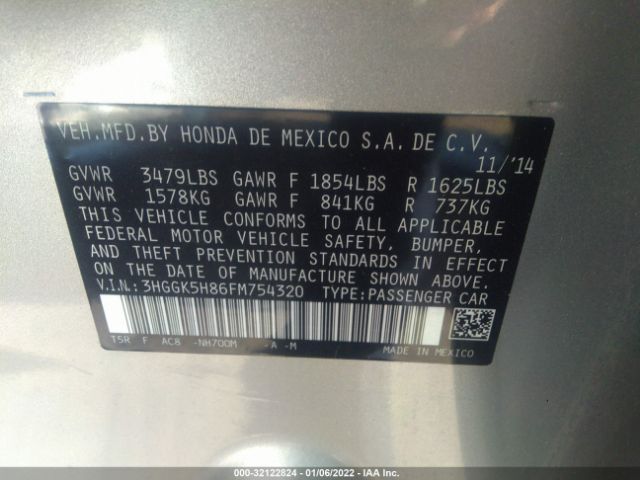 VEH.MFD.BY HONDA DE MEXICO S.A. DE C.V.
11/'14
GVWR 3479LBS GAWR F 1854LBS R 1625LBS
GVWR 1578KG GAWR F 841KG R 737KG
THIS VEHICLE CONFORMS TO ALL APPLICABLE
FEDERAL MOTOR VEHICLE SAFETY, BUMPER,
AND THEFT PREVENTION STANDARDS IN EFFECT
ON THE DATE OF MANUFACTURE SHOWN ABOVE.
V.I.N.: 3HGGK5H86FM754320 TYPE:PASSENGER CAR
T5R F AC8 -NH700M -A -M
MADE IN MEXICO
000-32122824 - 01/06/2022 - IAA Inc.